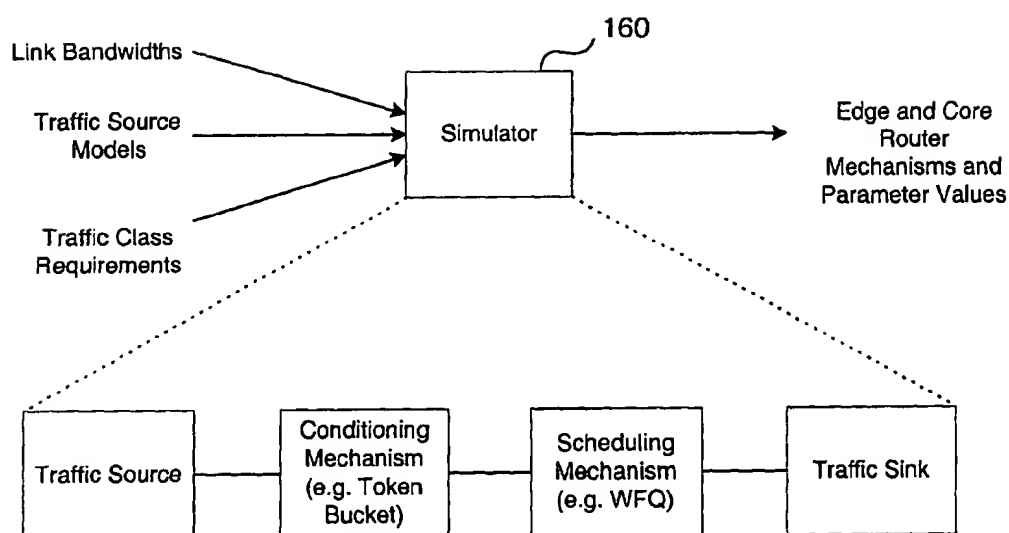 160
Link Bandwidths
Traffic Source
Models
Traffic Class
Requirements
Simulator
Edge and Core
Router
Mechanisms and
Parameter Values
Traffic Source
Conditioning
Mechanism
(e.g. Token
Bucket)
Scheduling
Mechanism
(e.g. WFQ)
Traffic Sink